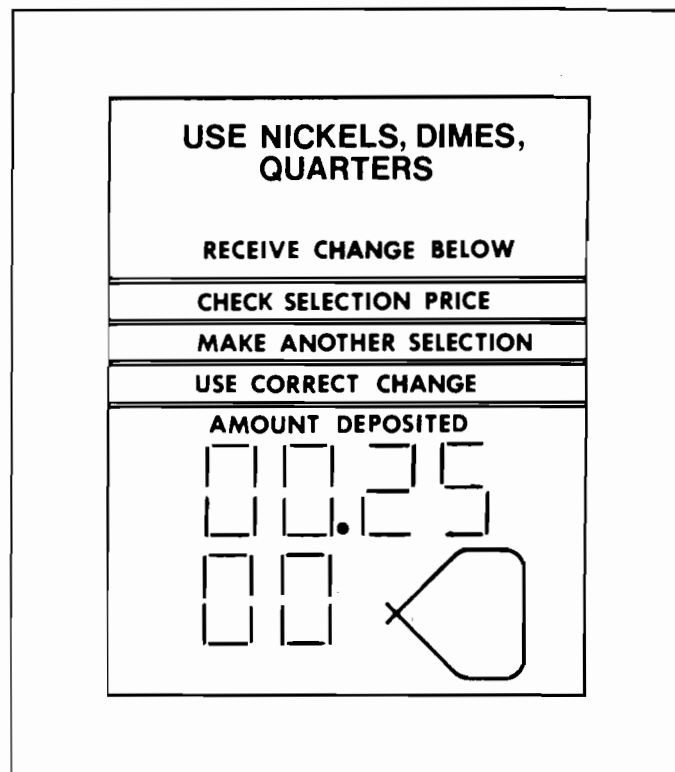 USE NICKELS, DIMES,
QUARTERS
RECEIVE CHANGE BELOW
CHECK SELECTION PRICE
MAKE ANOTHER SELECTION
USE CORRECT CHANGE
AMOUNT DEPOSITED
00.25
00